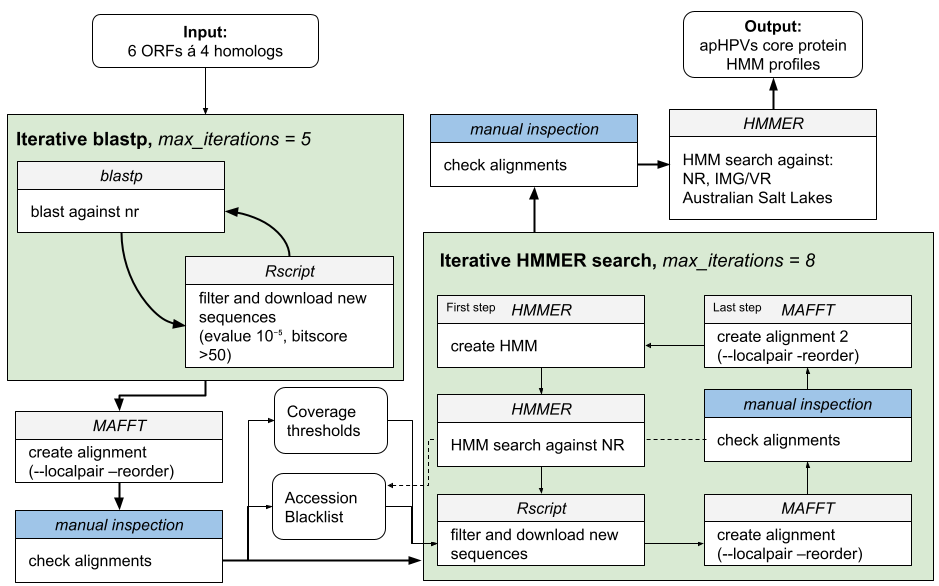 Input:
6 ORFs á 4 homologs
Iterative blastp, max_iterations = 5
blastp
blast against nr
Rscript
filter and download new
sequences
(evalue 10⁻⁵, bitscore
>50)
MAFFT
create alignment
(--localpair –reorder)
manual inspection
check alignments
Coverage
thresholds
Accession
Blacklist
Iterative HMMER search, max_iterations = 8
First step HMMER
create HMM
HMMER
HMM search against NR
Rscript
filter and download new
sequences
MAFFT
create alignment
(--localpair –reorder)
manual inspection
check alignments
Last step MAFFT
create alignment 2
(--localpair -reorder)
manual inspection
check alignments
HMMER
HMM search against:
NR, IMG/VR
Australian Salt Lakes
Output:
apHPVs core protein
HMM profiles